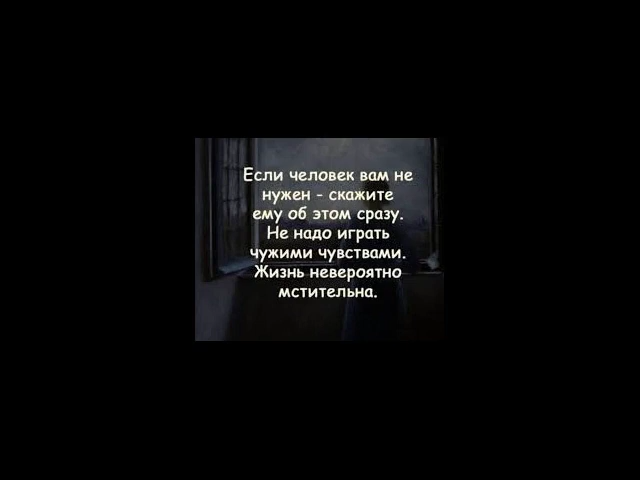 Если человек вам не
нужен - скажите
ему об этом сразу.
Не надо играть
чужими чувствами.
Жизнь невероятно
мстительна.